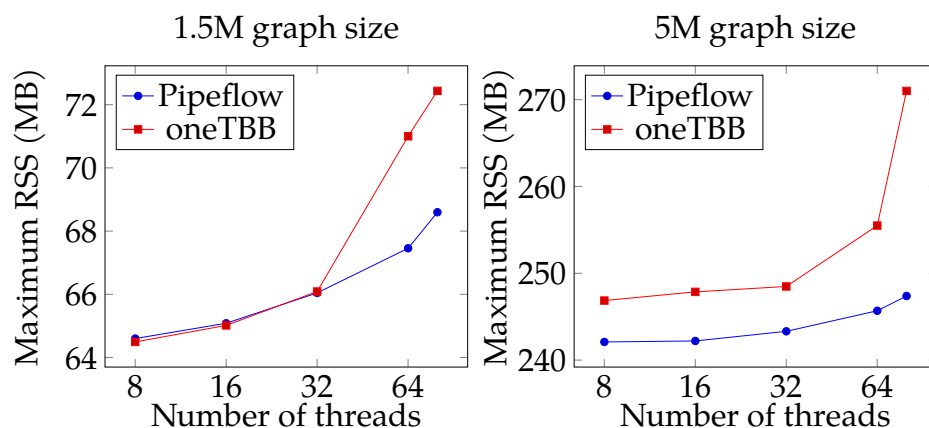 1.5M graph size
Maximum RSS (MB)
72
70
68
66
64
Pipeflow
oneTBB
8 16 32 64
Number of threads
5M graph size
Maximum RSS (MB)
270
260
250
240
Pipeflow
oneTBB
8 16 32 64
Number of threads